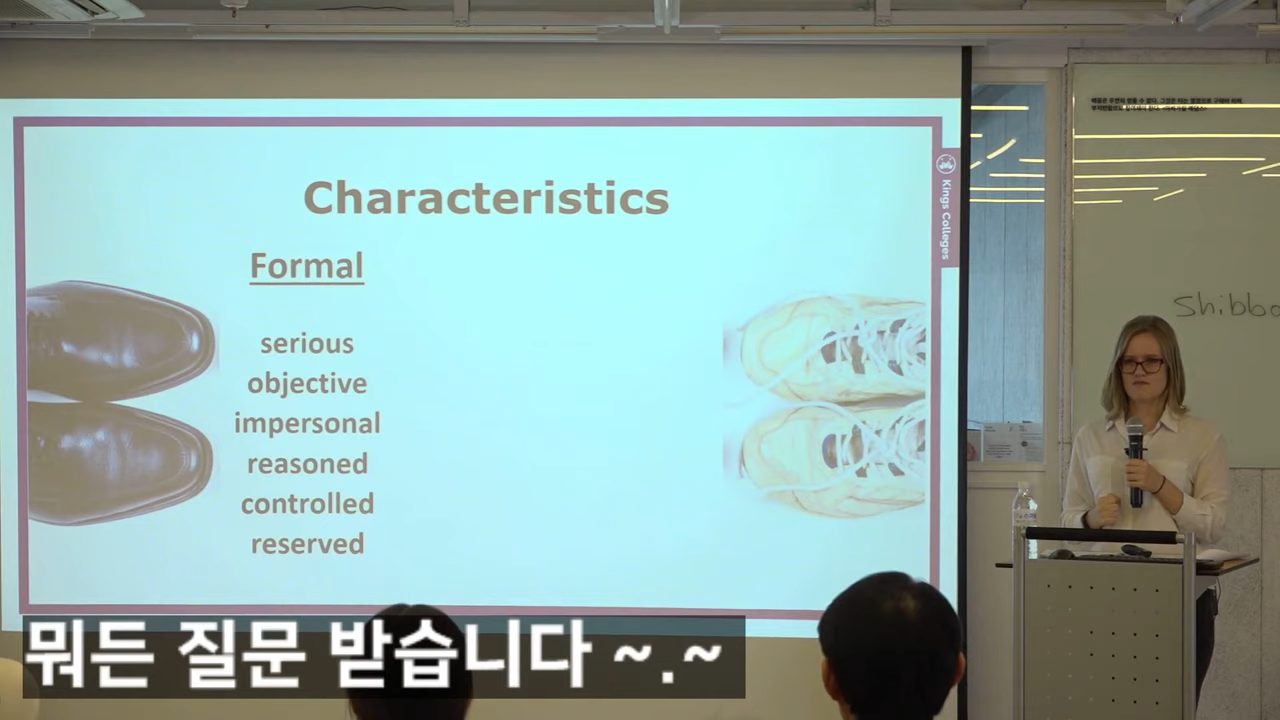 Characteristics
Formal
serious
objective
impersonal
reasoned
controlled
reserved
Kings Colleges
Shibbo
뭐든 질문 받습니다 ~.~